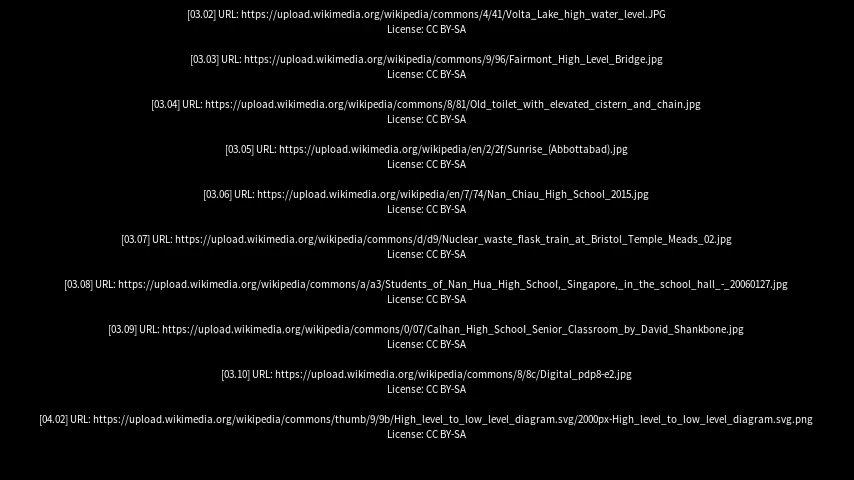 [03.02] URL: https://upload.wikimedia.org/wikipedia/commons/4/41/Volta_Lake_high_water_level.JPG
License: CC BY-SA
[03.03] URL: https://upload.wikimedia.org/wikipedia/commons/9/96/Fairmont_High_Level_Bridge.jpg
License: CC BY-SA
[03.04] URL: https://upload.wikimedia.org/wikipedia/commons/8/81/Old_toilet_with_elevated_cistern_and_chain.jpg
License: CC BY-SA
[03.05] URL: https://upload.wikimedia.org/wikipedia/en/2/2f/Sunrise_(Abbottabad).jpg
License: CC BY-SA
[03.06] URL: https://upload.wikimedia.org/wikipedia/en/7/74/Nan_Chiau_High_School_2015.jpg
License: CC BY-SA
[03.07] URL: https://upload.wikimedia.org/wikipedia/commons/d/d9/Nuclear_waste_flask_train_at_Bristol_Temple_Meads_02.jpg
License: CC BY-SA
[03.08] URL: https://upload.wikimedia.org/wikipedia/commons/a/a3/Students_of_Nan_Hua_High_School,_Singapore,_in_the_school_hall_-_20060127.jpg
License: CC BY-SA
[03.09] URL: https://upload.wikimedia.org/wikipedia/commons/0/07/Calhan_High_School_Senior_Classroom_by_David_Shankbone.jpg
License: CC BY-SA
[03.10] URL: https://upload.wikimedia.org/wikipedia/commons/8/8c/Digital_pdp8-e2.jpg
License: CC BY-SA
[04.02] URL: https://upload.wikimedia.org/wikipedia/commons/thumb/9/9b/High_level_to_low_level_diagram.svg/2000px-High_level_to_low_level_diagram.svg.png
License: CC BY-SA